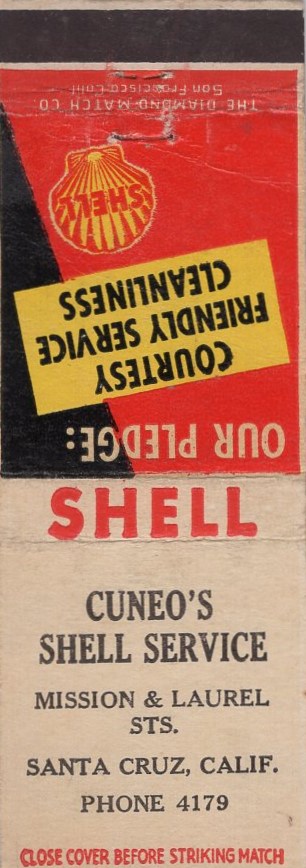 THE DIAMOND MATCH CO
San Francisco Calif
SHELL
OUR PLEDGE:
COURTESY
FRIENDLY SERVICE
CLEANLINESS
SHELL
CUNEO'S
SHELL SERVICE
MISSION & LAUREL
STS.
SANTA CRUZ, CALIF.
PHONE 4179
CLOSE COVER BEFORE STRIKING MATCH